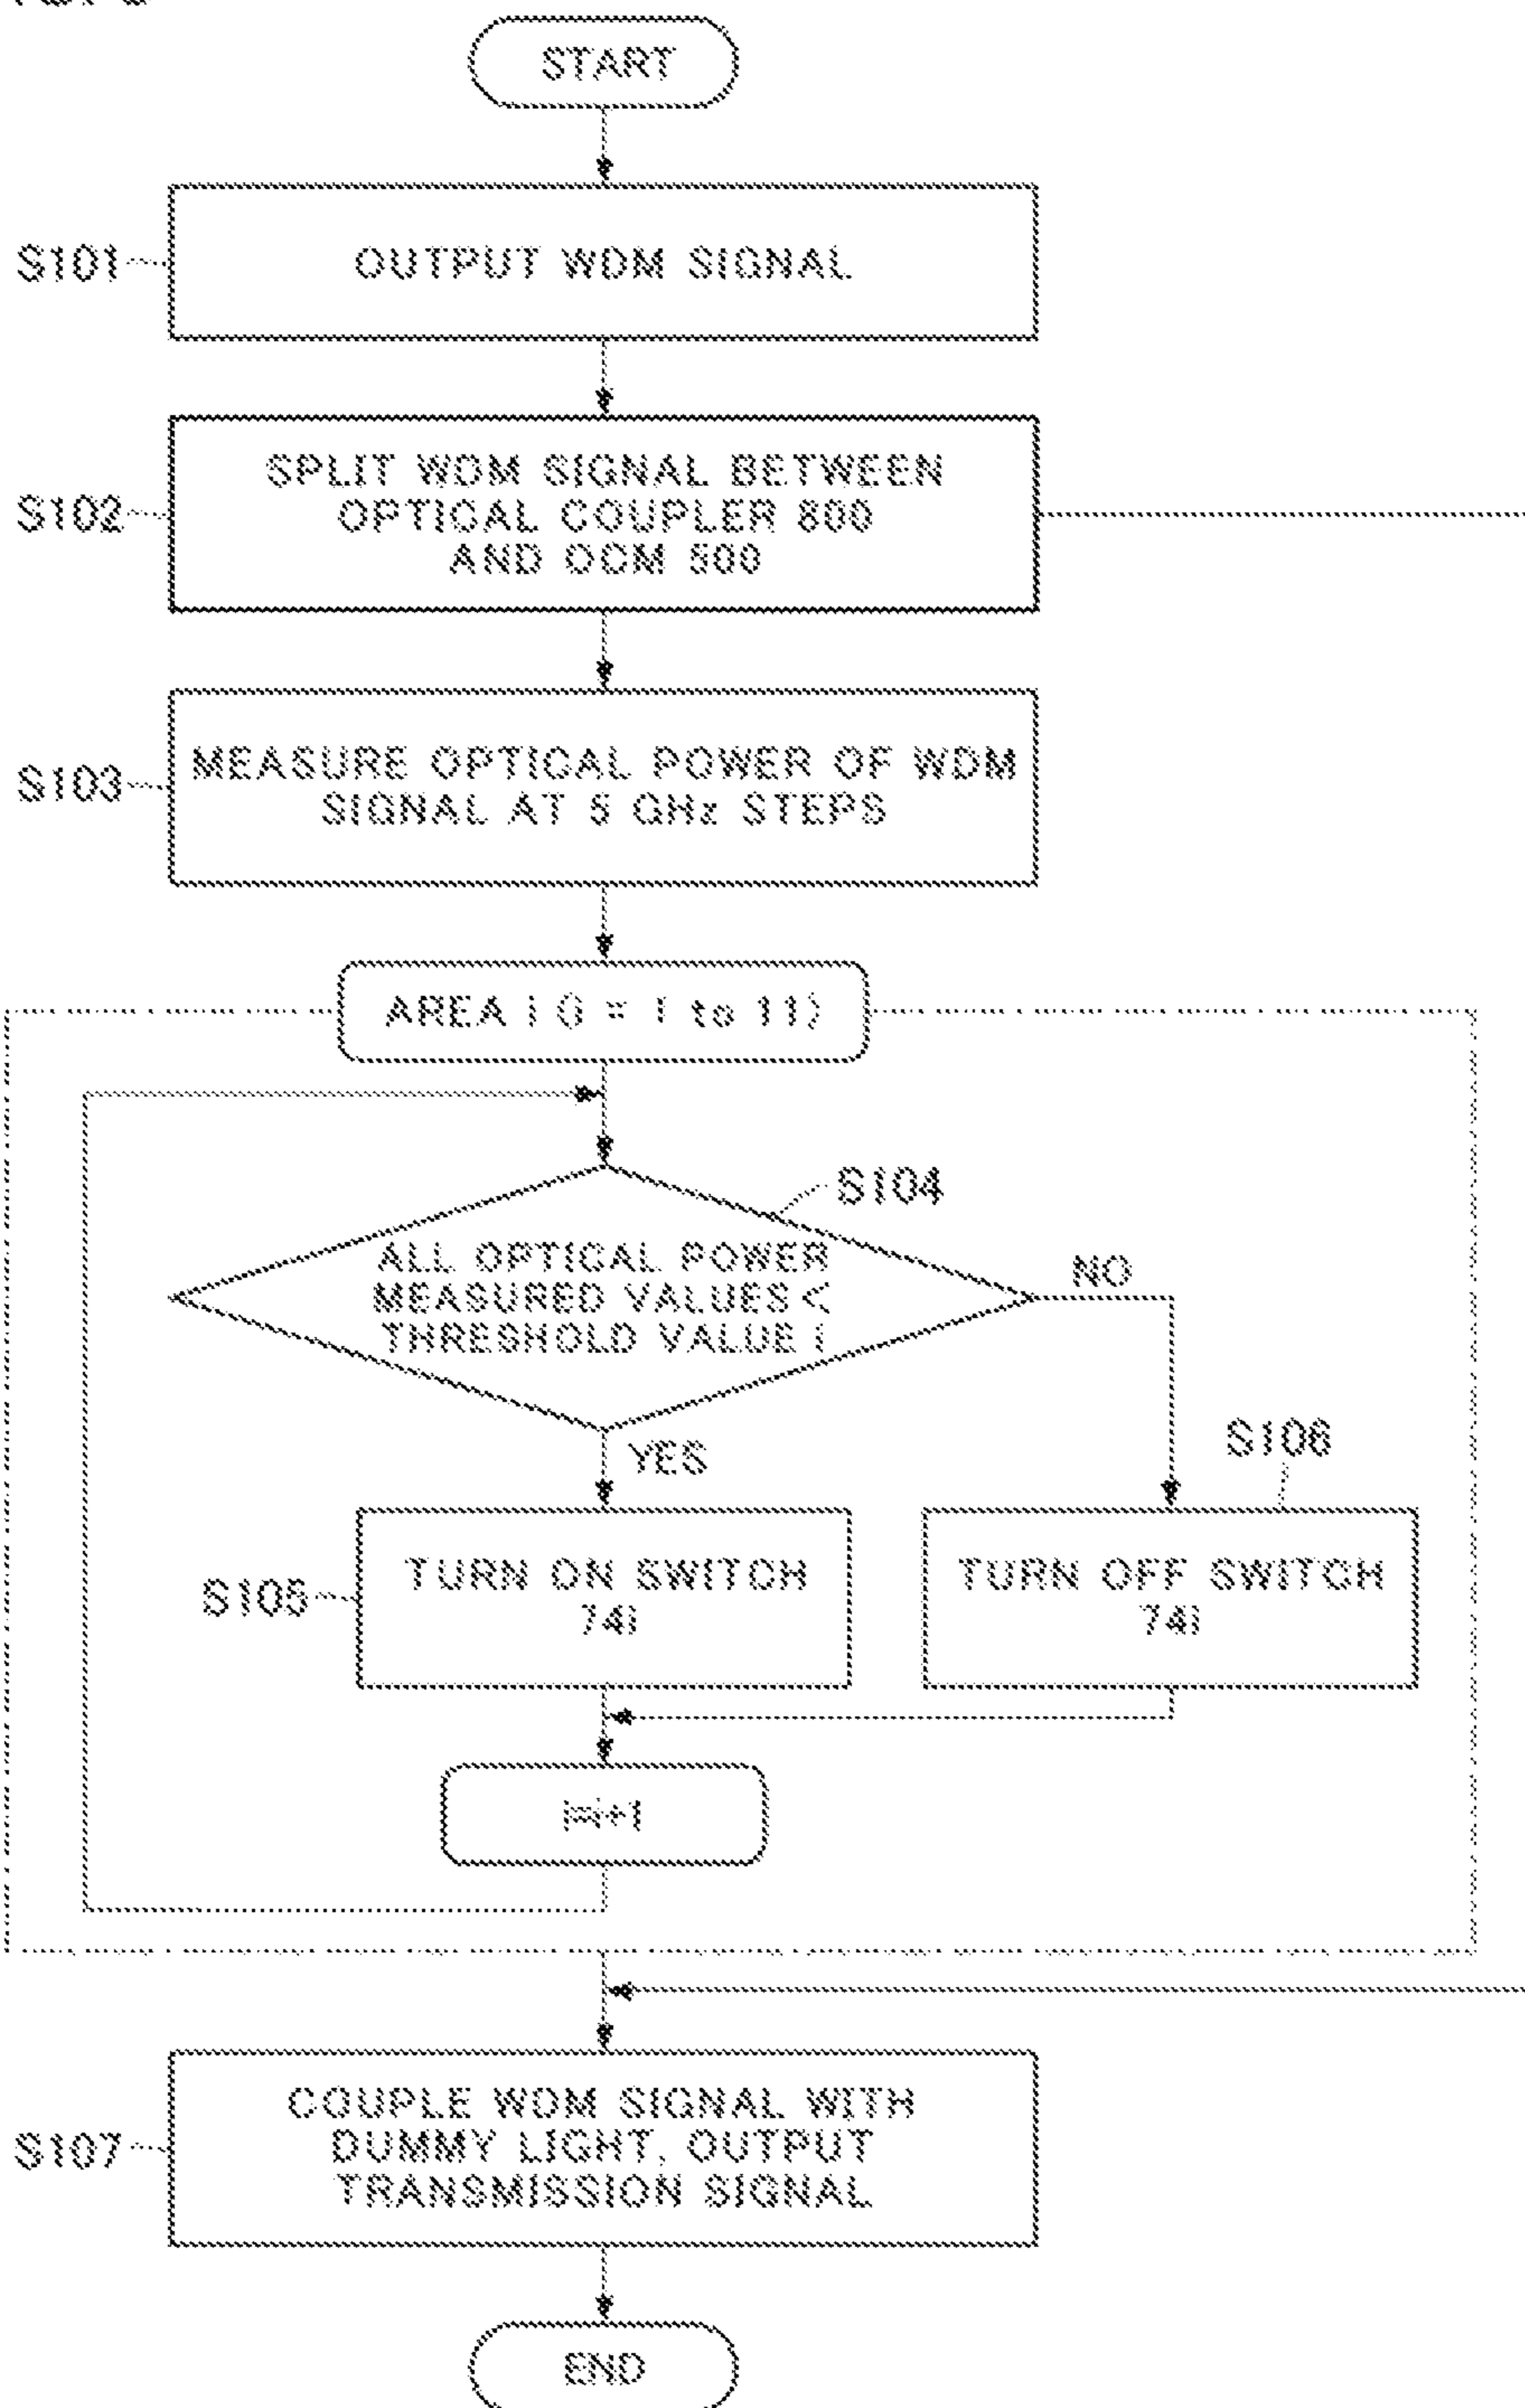 START
S101
OUTPUT WDM SIGNAL
S102
SPLIT WDM SIGNAL BETWEEN
OPTICAL COUPLER 800
AND OCM 500
S103
MEASURE OPTICAL POWER OF WDM
SIGNAL AT 5 GHz STEPS
AREA i (i = 1 to 11)
S104
ALL OPTICAL POWER
MEASURED VALUES <
THRESHOLD VALUE i
NO
YES
S106
S105
TURN ON SWITCH
74i
TURN OFF SWITCH
74i
i=i+1
S107
COUPLE WDM SIGNAL WITH
DUMMY LIGHT, OUTPUT
TRANSMISSION SIGNAL
END